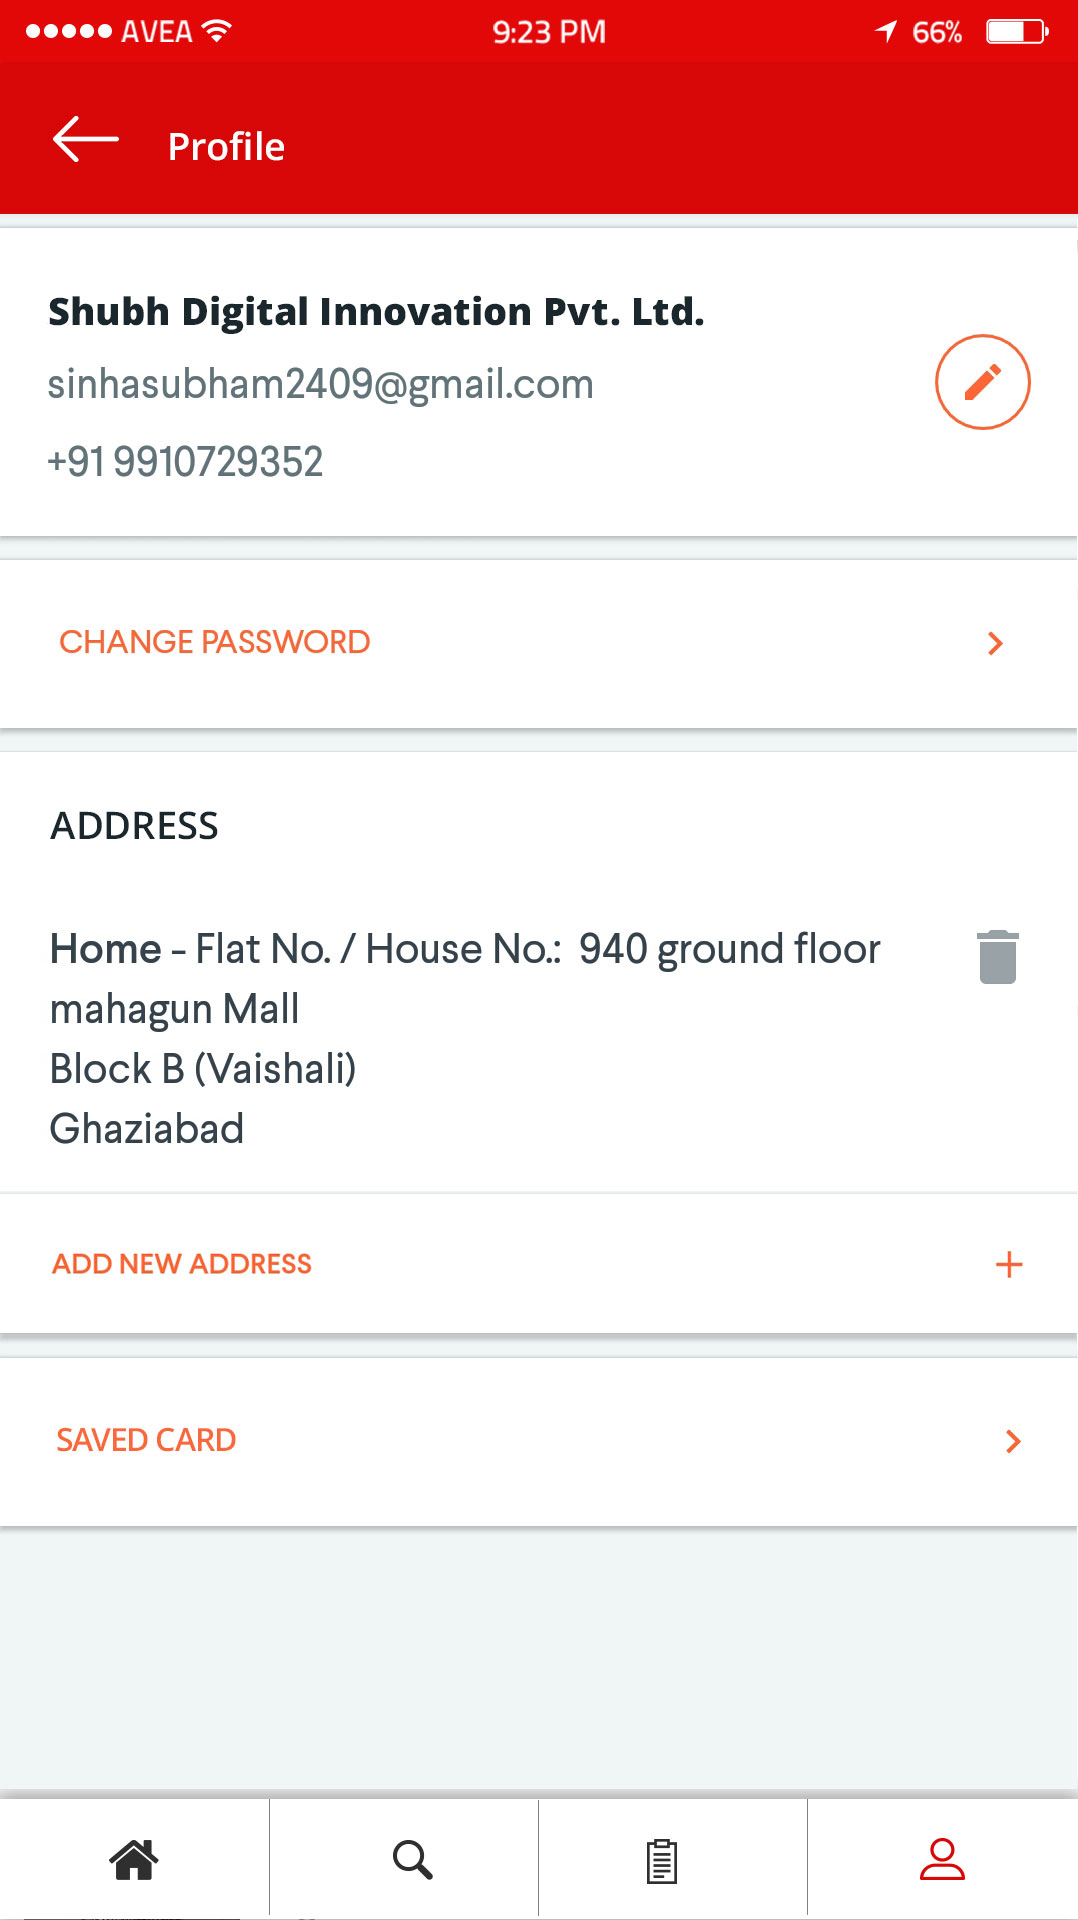 AVEA 9:23 PM 66%
Profile
Shubh Digital Innovation Pvt. Ltd.
sinhasubham2409@gmail.com
+91 9910729352
CHANGE PASSWORD
ADDRESS
Home - Flat No. / House No.: 940 ground floor
mahagun Mall
Block B (Vaishali)
Ghaziabad
ADD NEW ADDRESS
SAVED CARD